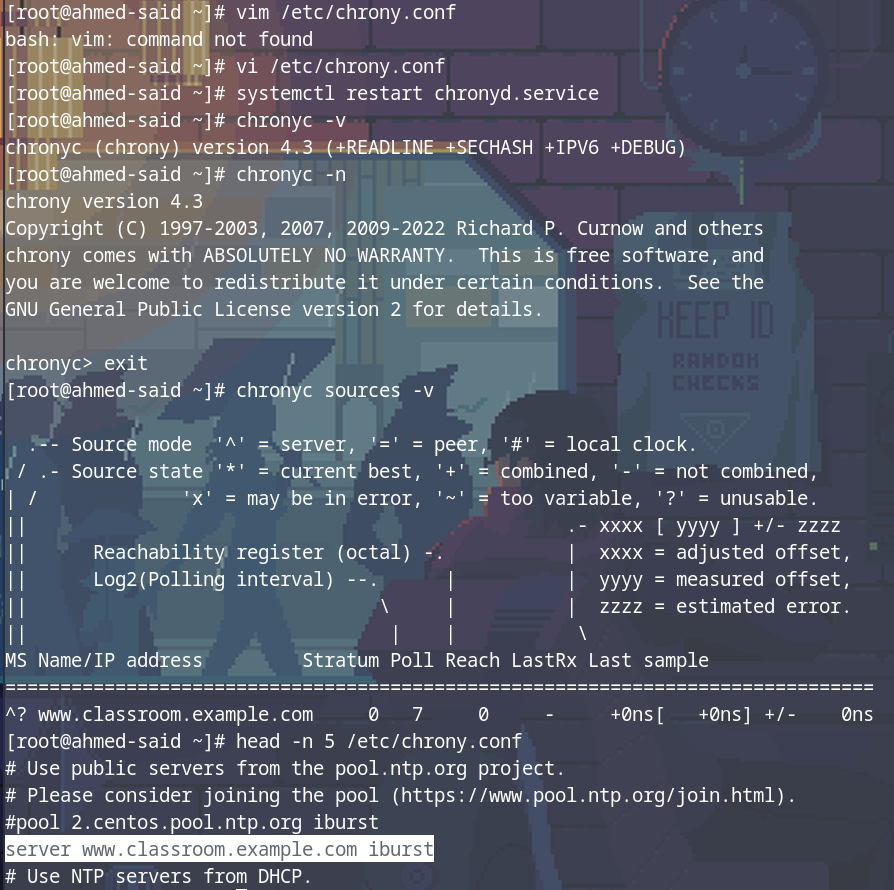 [root@ahmed-said ~]# vim /etc/chrony.conf
bash: vim: command not found
[root@ahmed-said ~]# vi /etc/chrony.conf
[root@ahmed-said ~]# systemctl restart chronyd.service
[root@ahmed-said ~]# chronyc -v
chronyc (chrony) version 4.3 (+READLINE +SECHASH +IPV6 +DEBUG)
[root@ahmed-said ~]# chronyc -n
chrony version 4.3
Copyright (C) 1997-2003, 2007, 2009-2022 Richard P. Curnow and others
chrony comes with ABSOLUTELY NO WARRANTY.  This is free software, and
you are welcome to redistribute it under certain conditions.  See the
GNU General Public License version 2 for details.

chronyc> exit
[root@ahmed-said ~]# chronyc sources -v

  .-- Source mode  '^' = server, '=' = peer, '#' = local clock.
 / .- Source state '*' = current best, '+' = combined, '-' = not combined,
| /             'x' = may be in error, '~' = too variable, '?' = unusable.
||                                                 .- xxxx [ yyyy ] +/- zzzz
||      Reachability register (octal) -.           |  xxxx = adjusted offset,
||      Log2(Polling interval) --.      |          |  yyyy = measured offset,
||                                \     |          |  zzzz = estimated error.
||                                 |    |           \
MS Name/IP address         Stratum Poll Reach LastRx Last sample
===============================================================================
^? www.classroom.example.com     0   7     0     -     +0ns[   +0ns] +/-    0ns
[root@ahmed-said ~]# head -n 5 /etc/chrony.conf
# Use public servers from the pool.ntp.org project.
# Please consider joining the pool (https://www.pool.ntp.org/join.html).
#pool 2.centos.pool.ntp.org iburst
server www.classroom.example.com iburst
# Use NTP servers from DHCP.
KEEP ID
RANDOM
CHECKS